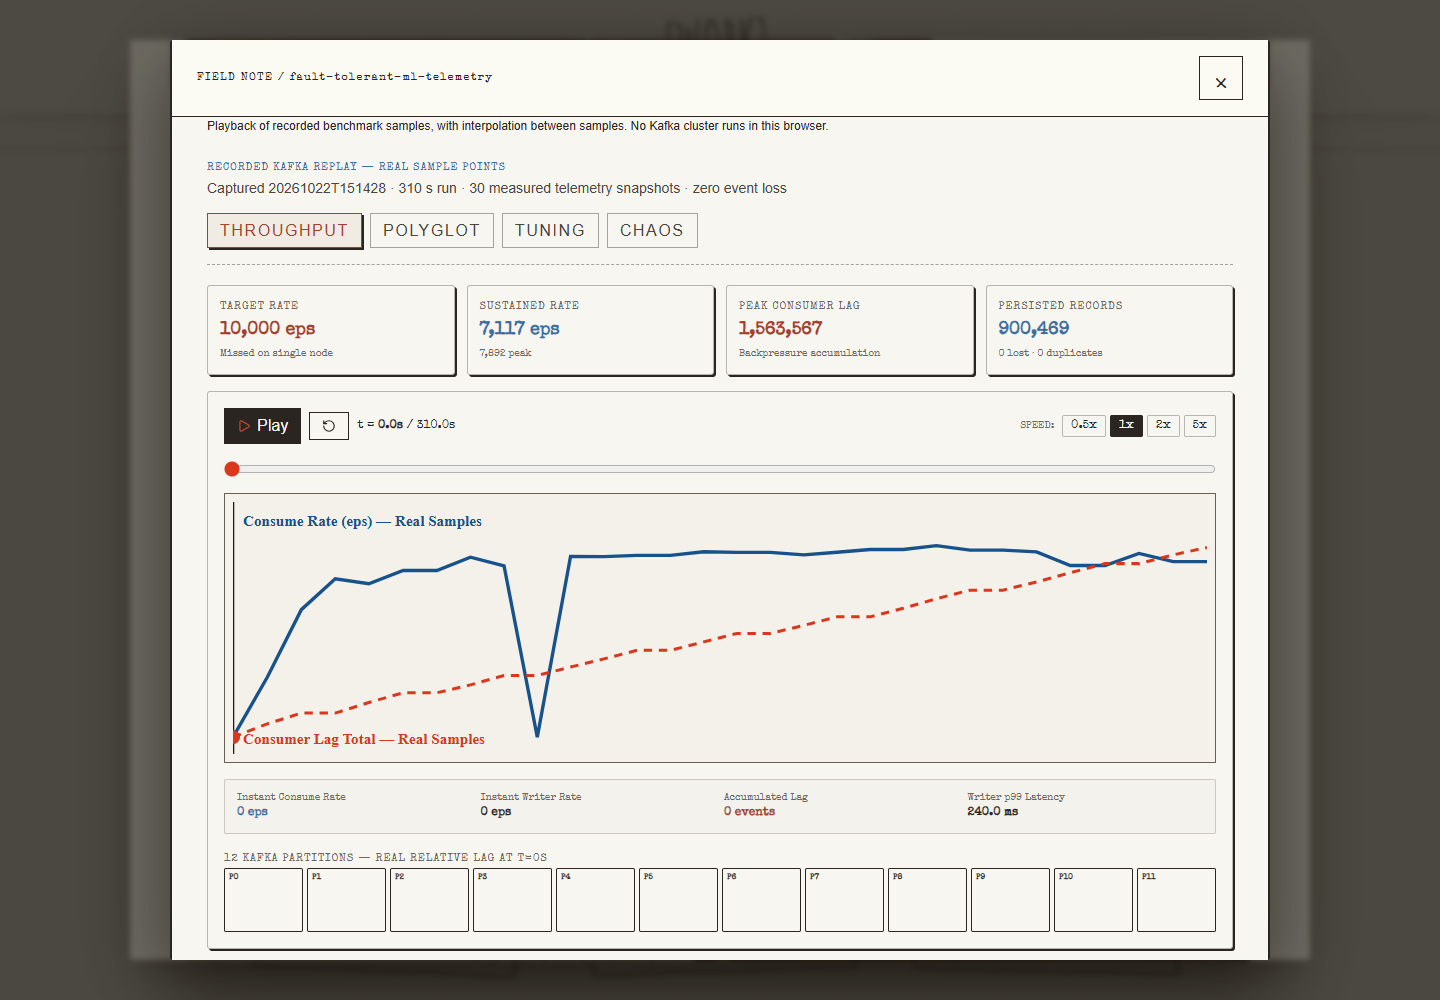 FIELD NOTE / fault-tolerant-ml-telemetry
×
Playback of recorded benchmark samples, with interpolation between samples. No Kafka cluster runs in this browser.
RECORDED KAFKA REPLAY — REAL SAMPLE POINTS
Captured 20261022T151428 · 310 s run · 30 measured telemetry snapshots · zero event loss
THROUGHPUT POLYGLOT TUNING CHAOS
TARGET RATE
10,000 eps
Missed on single node
SUSTAINED RATE
7,117 eps
7,892 peak
PEAK CONSUMER LAG
1,563,567
Backpressure accumulation
PERSISTED RECORDS
900,469
0 lost · 0 duplicates
Play t = 0.0s / 310.0s SPEED: 0.5x 1x 2x 5x
Consume Rate (eps) — Real Samples
Consumer Lag Total — Real Samples
Instant Consume Rate
0 eps
Instant Writer Rate
0 eps
Accumulated Lag
0 events
Writer p99 Latency
240.0 ms
12 KAFKA PARTITIONS — REAL RELATIVE LAG AT T=0S
P0 P1 P2 P3 P4 P5 P6 P7 P8 P9 P10 P11